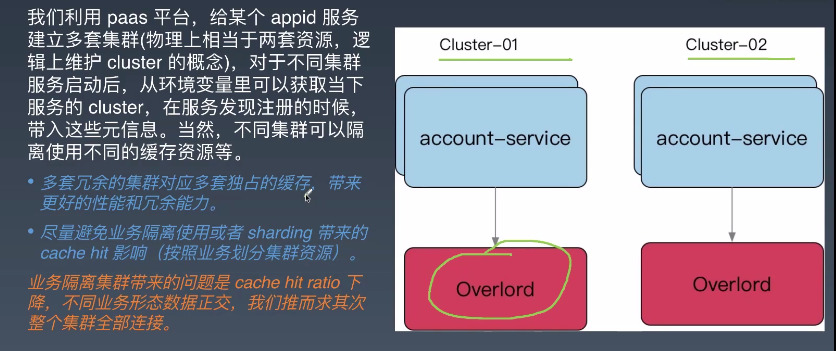 我们利用 paas 平台，给某个 appid 服务
建立多套集群(物理上相当于两套资源，逻
辑上维护 cluster 的概念)，对于不同集群
服务启动后，从环境变量里可以获取当下
服务的 cluster，在服务发现注册的时候，
带入这些元信息。当然，不同集群可以隔
离使用不同的缓存资源等。
• 多套冗余的集群对应多套独占的缓存，带来
更好的性能和冗余能力。
• 尽量避免业务隔离使用或者 sharding 带来的
cache hit 影响（按照业务划分集群资源）。
业务隔离集群带来的问题是 cache hit ratio 下
降，不同业务形态数据正交，我们推而求其次
整个集群全部连接。
Cluster-01
Cluster-02
account-service
account-service
Overlord
Overlord